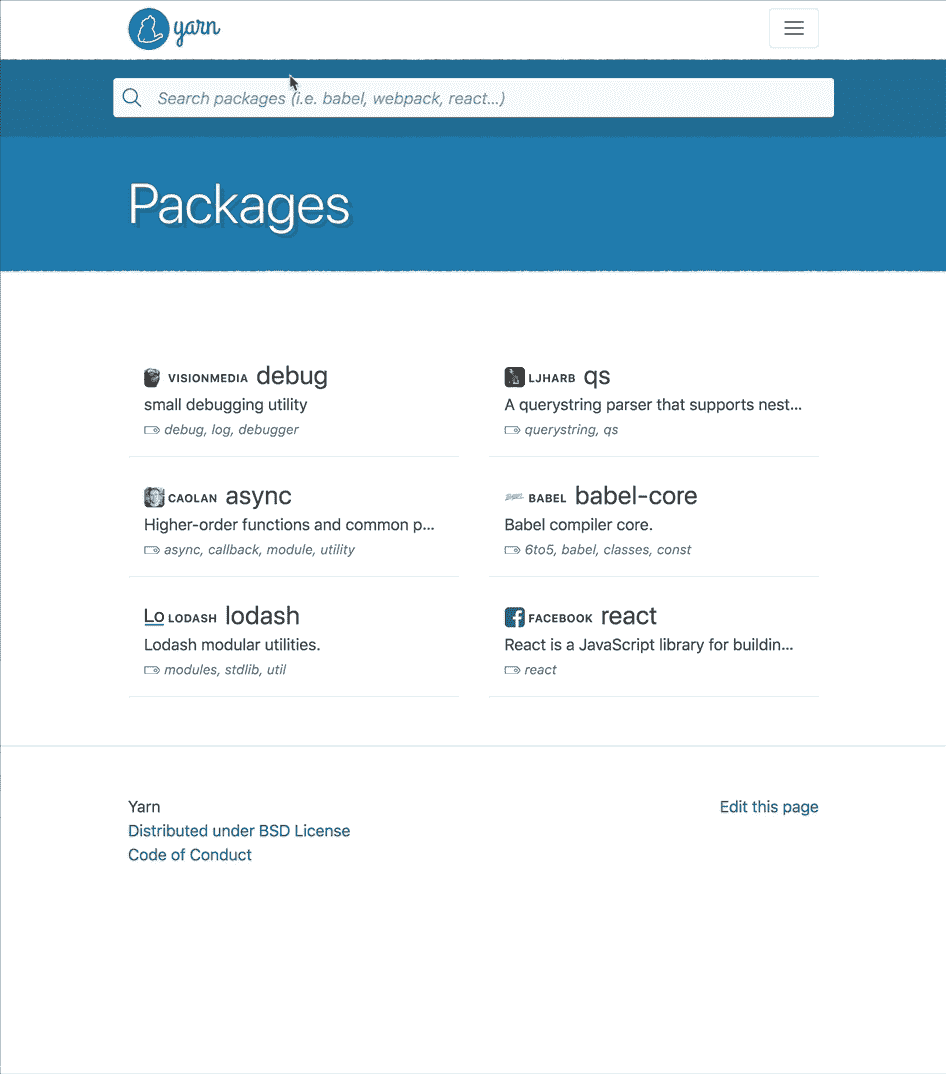 yarn
Search packages (i.e. babel, webpack, react...)
Packages
VISIONMEDIA debug
small debugging utility
debug, log, debugger
LJHARB qs
A querystring parser that supports nest...
querystring, qs
CAOLAN async
Higher-order functions and common p...
async, callback, module, utility
BABEL babel-core
Babel compiler core.
6to5, babel, classes, const
Lo LODASH lodash
Lodash modular utilities.
modules, stdlib, util
f FACEBOOK react
React is a JavaScript library for buildin...
react
Yarn
Distributed under BSD License
Code of Conduct
Edit this page